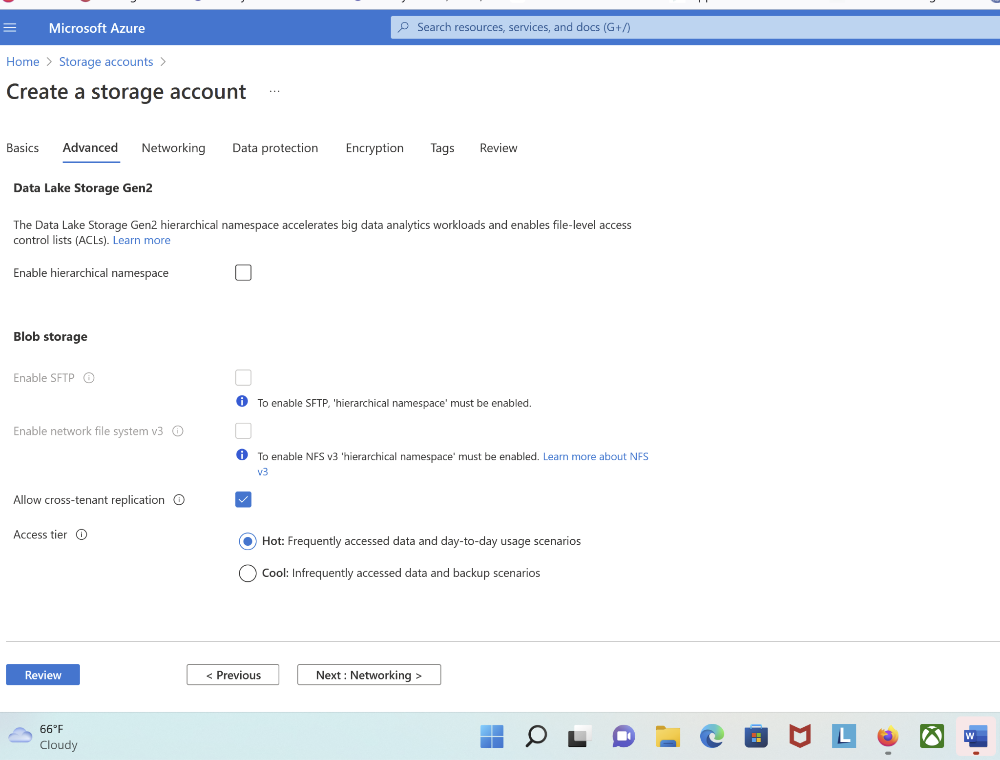 Microsoft Azure
Search resources, services, and docs (G+/)
Home > Storage accounts >
Create a storage account ...
Basics Advanced Networking Data protection Encryption Tags Review
Data Lake Storage Gen2
The Data Lake Storage Gen2 hierarchical namespace accelerates big data analytics workloads and enables file-level access
control lists (ACLs). Learn more
Enable hierarchical namespace
Blob storage
Enable SFTP
To enable SFTP, 'hierarchical namespace' must be enabled.
Enable network file system v3
To enable NFS v3 'hierarchical namespace' must be enabled. Learn more about NFS
v3
Allow cross-tenant replication
Access tier
Hot: Frequently accessed data and day-to-day usage scenarios
Cool: Infrequently accessed data and backup scenarios
Review
< Previous
Next : Networking >
66°F
Cloudy
L
W